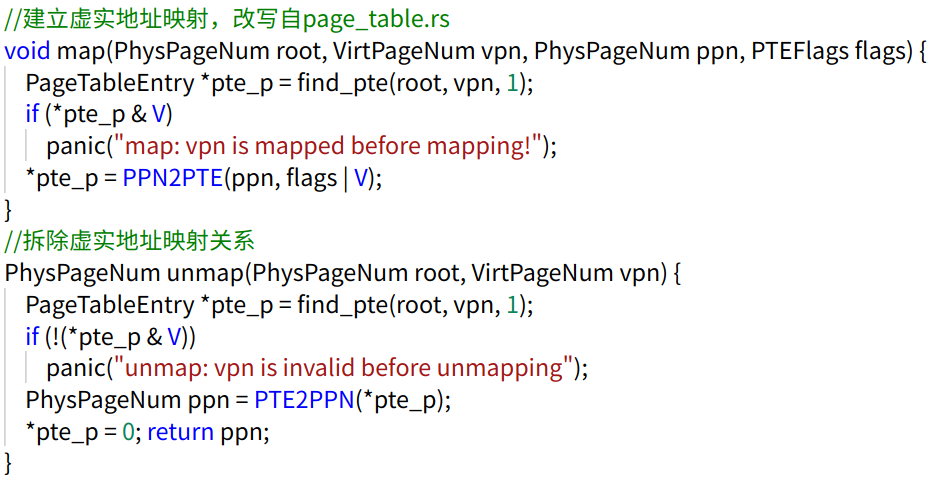 //建立虚实地址映射，改写自page_table.rs
void map(PhysPageNum root, VirtPageNum vpn, PhysPageNum ppn, PTEFlags flags) {
PageTableEntry *pte_p = find_pte(root, vpn, 1);
if (*pte_p & V)
panic("map: vpn is mapped before mapping!");
*pte_p = PPN2PTE(ppn, flags | V);
}
//拆除虚实地址映射关系
PhysPageNum unmap(PhysPageNum root, VirtPageNum vpn) {
PageTableEntry *pte_p = find_pte(root, vpn, 1);
if (!(*pte_p & V))
panic("unmap: vpn is invalid before unmapping");
PhysPageNum ppn = PTE2PPN(*pte_p);
*pte_p = 0; return ppn;
}